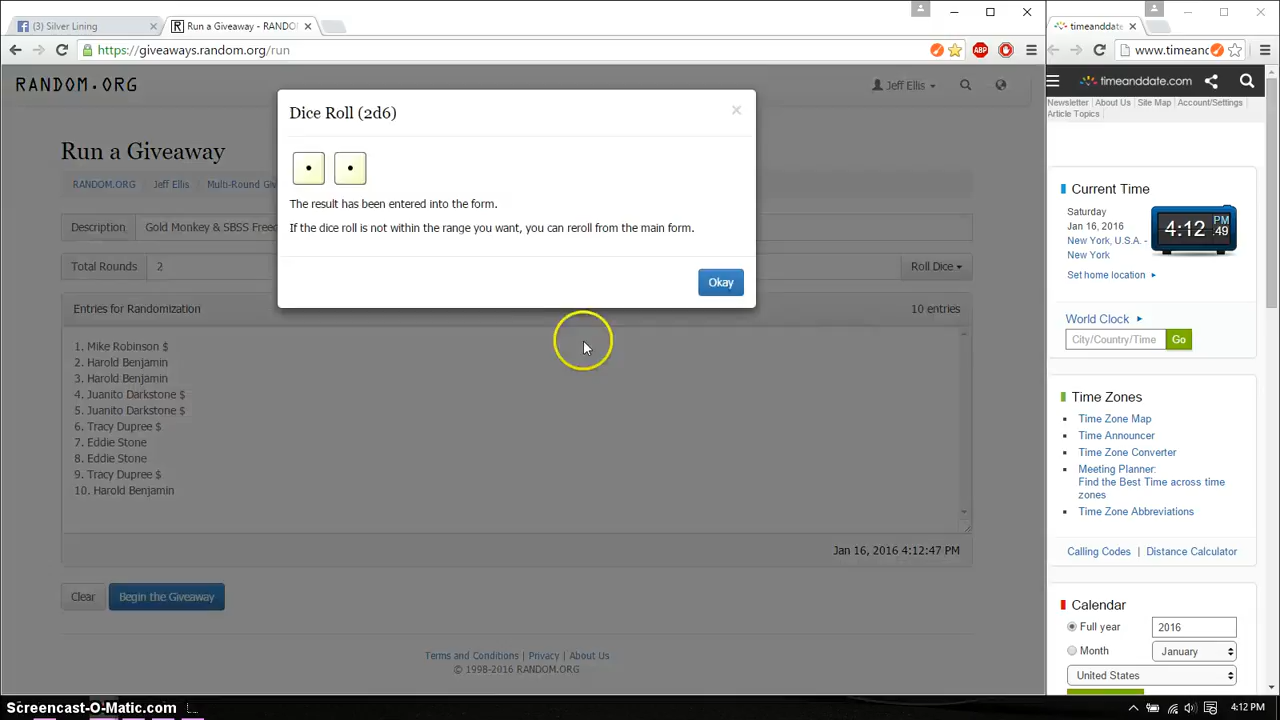 (3) Silver Lining
Run a Giveaway - RANDO
https://giveaways.random.org/run
RANDOM.ORG
Jeff Ellis
Run a Giveaway
RANDOM.ORG
Jeff Ellis
Multi-Round Giv
Description
Gold Monkey & SBSS Freed
Total Rounds
2
Roll Dice
Entries for Randomization
10 entries
1. Mike Robinson $
2. Harold Benjamin
3. Harold Benjamin
4. Juanito Darkstone $
5. Juanito Darkstone $
6. Tracy Dupree $
7. Eddie Stone
8. Eddie Stone
9. Tracy Dupree $
10. Harold Benjamin
Jan 16, 2016 4:12:47 PM
Clear
Begin the Giveaway
Terms and Conditions | Privacy | About Us
© 1998-2016 RANDOM.ORG
Dice Roll (2d6)
×
The result has been entered into the form.
If the dice roll is not within the range you want, you can reroll from the main form.
Okay
timeanddate
www.timeand
timeanddate.com
Newsletter
About Us
Site Map
Account/Settings
Article Topics
Current Time
Saturday
Jan 16, 2016
New York, U.S.A. -
New York
4:12 PM .49
Set home location
World Clock
City/Country/Time
Go
Time Zones
Time Zone Map
Time Announcer
Time Zone Converter
Meeting Planner:
Find the Best Time across time
zones
Time Zone Abbreviations
Calling Codes | Distance Calculator
Calendar
Full year
2016
Month
January
United States
Screencast-O-Matic.com
4:12 PM
ABP